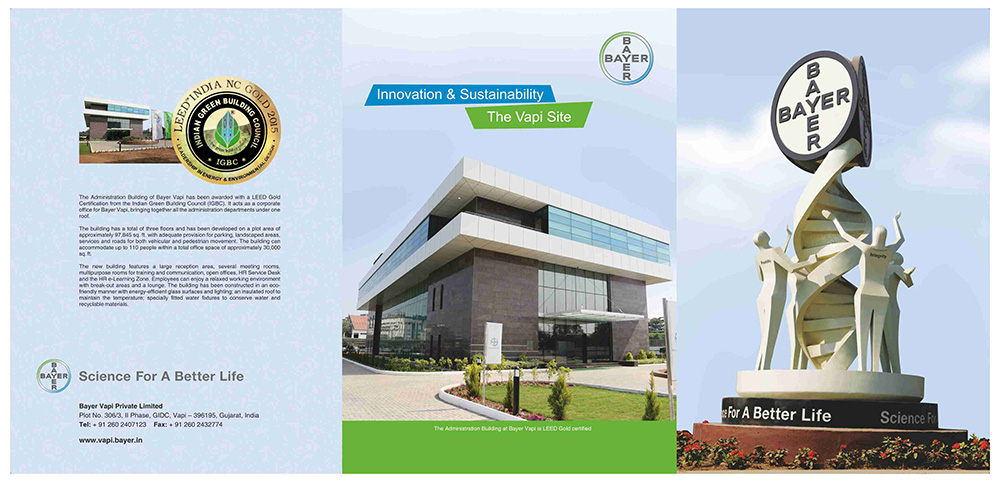 LEED INDIA NC GOLD 2015
INDIAN GREEN BUILDING COUNCIL
IGBC
LEADERSHIP IN ENERGY & ENVIRONMENTAL DESIGN
The Administration Building of Bayer Vapi has been awarded with a LEED Gold
Certification from the Indian Green Building Council (IGBC). It acts as a corporate
office for Bayer Vapi, bringing together all the administration departments under one
roof.
The building has a total of three floors and has been developed on a plot area of
approximately 97,845 sq. ft. with adequate provision for parking, landscaped areas,
services and roads for both vehicular and pedestrian movement. The building can
accommodate up to 110 people within a total office space of approximately 30,000
sq. ft.
The new building features a large reception area, several meeting rooms,
multipurpose rooms for training and communication, open offices, HR Service Desk
and the HR e-Learning Zone. Employees can enjoy a relaxed working environment
with break-out areas and a lounge. The building has been constructed in an eco-
friendly manner with energy-efficient glass surfaces and lighting; an insulated roof to
maintain the temperature; specially fitted water fixtures to conserve water and
recyclable materials.
BAYER
BAYER
Science For A Better Life
Bayer Vapi Private Limited
Plot No. 306/3, II Phase, GIDC, Vapi – 396195, Gujarat, India
Tel: + 91 260 2407123 Fax: + 91 260 2432774
www.vapi.bayer.in
BAYER
BAYER
Innovation & Sustainability
The Vapi Site
The Administration Building at Bayer Vapi is LEED Gold certified
BAYER
BAYER
Integrity
ce For A Better Life
Science Fo